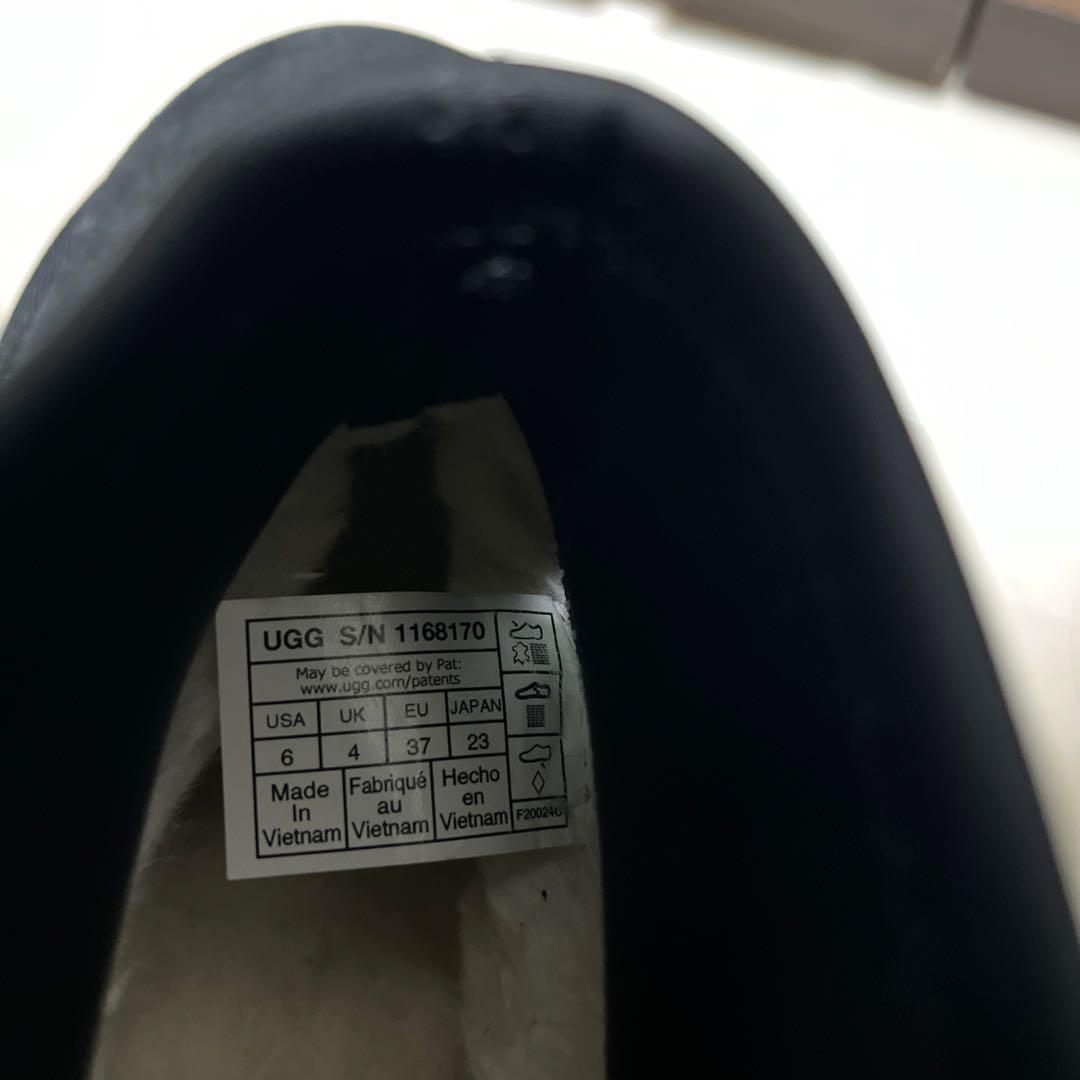 UGG S/N 1168170
May be covered by Pat:
www.ugg.com/patents
USA UK EU JAPAN
6 4 37 23
Made In Vietnam
Fabriqué au Vietnam
Hecho en Vietnam